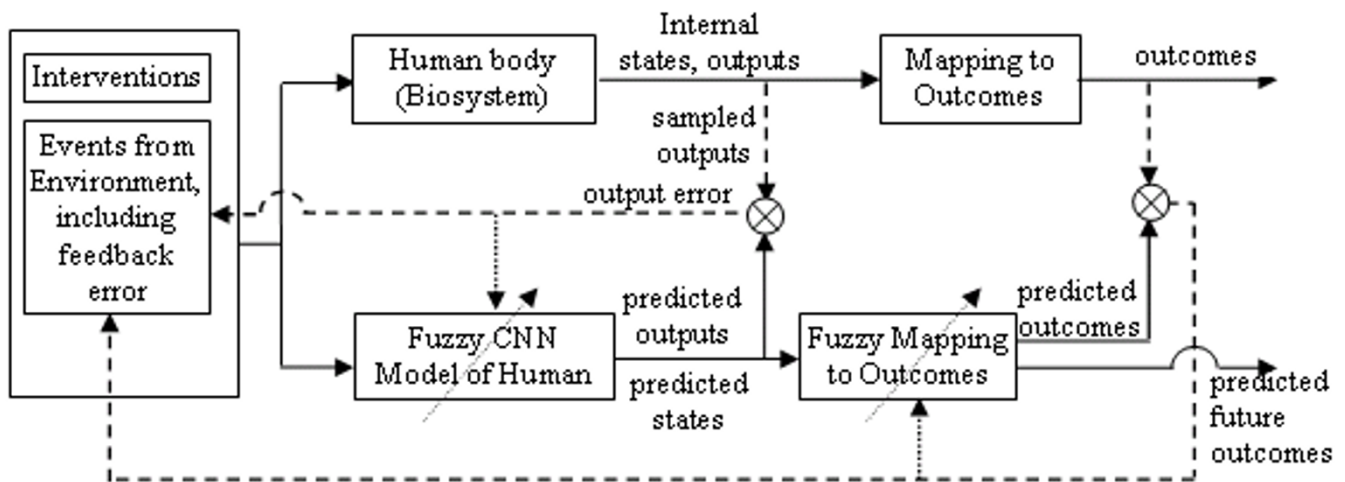 Interventions
Events from
Environment,
including
feedback
error
Human body
(Biosystem)
Internal
states, outputs
Mapping to
Outcomes
outcomes
sampled
outputs
output error
Fuzzy CNN
Model of Human
predicted
outputs
predicted
states
Fuzzy Mapping
to Outcomes
predicted
outcomes
predicted
future
outcomes